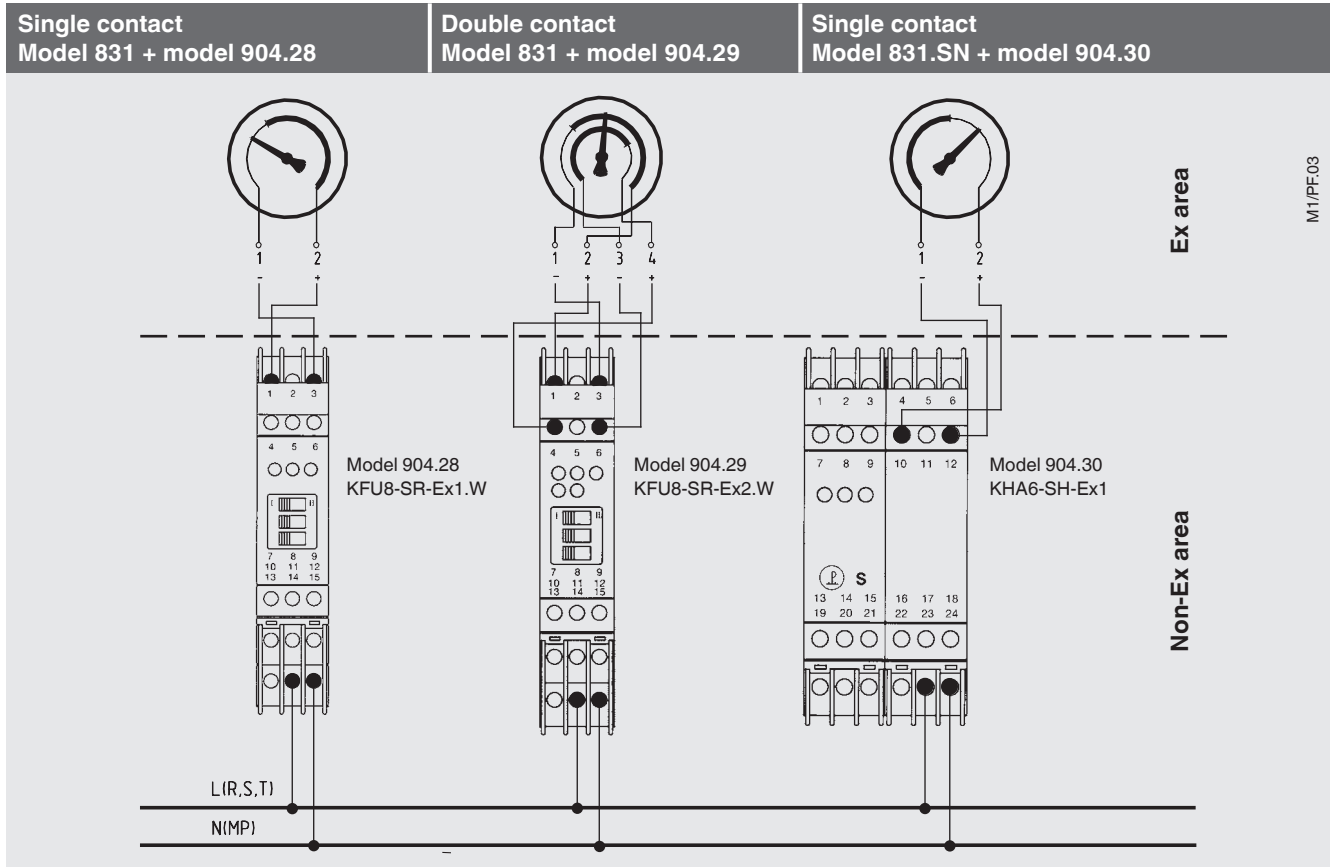 Single contact
Model 831 + model 904.28
Double contact
Model 831 + model 904.29
Single contact
Model 831.SN + model 904.30
M1/PF.03
Ex area
1 2
- +
1 2 3 4
- + - +
1 2
- +
1 2 3
4 5 6
I II
7 8 9
10 11 12
13 14 15
Model 904.28
KFU8-SR-Ex1.W
1 2 3
4 5 6
I II
7 8 9
10 11 12
13 14 15
Model 904.29
KFU8-SR-Ex2.W
1 2 3 4 5 6
7 8 9 10 11 12
S
13 14 15 16 17 18
19 20 21 22 23 24
Model 904.30
KHA6-SH-Ex1
Non-Ex area
L(R,S,T)
N(MP)